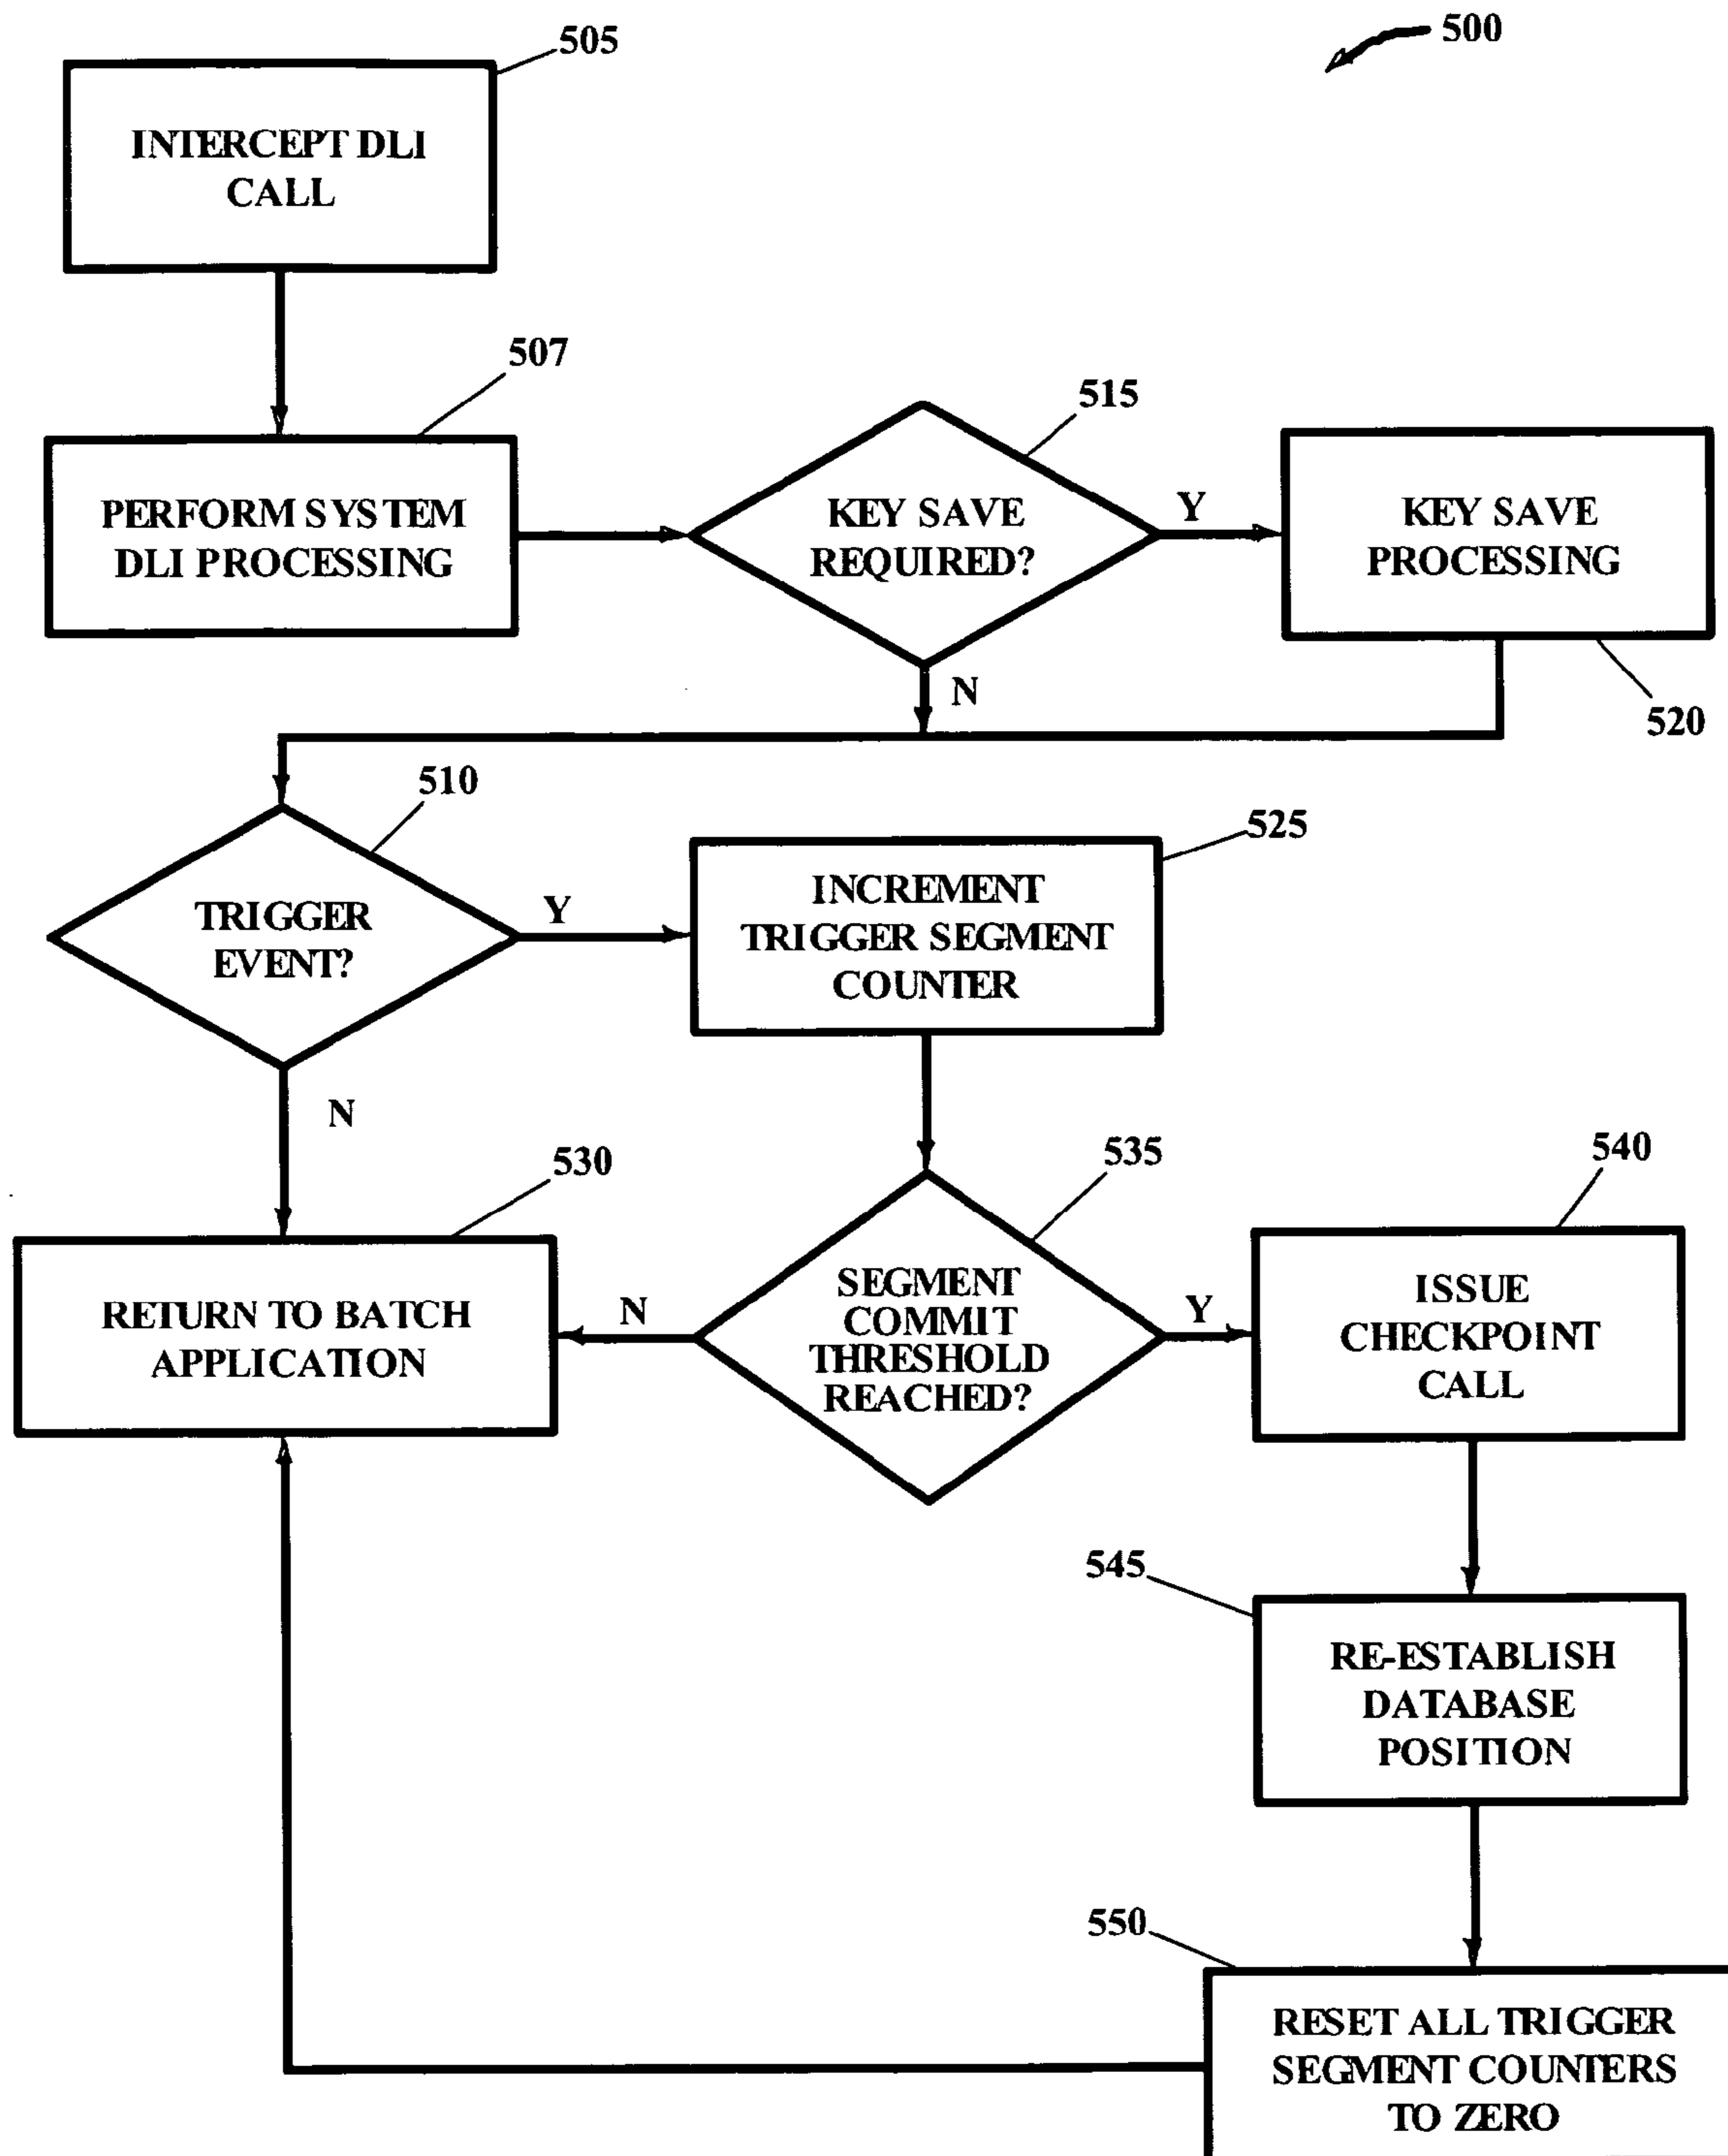 500
505
INTERCEPT DLI
CALL
507
PERFORM SYSTEM
DLI PROCESSING
515
KEY SAVE
REQUIRED?
Y
N
KEY SAVE
PROCESSING
520
510
TRIGGER
EVENT?
Y
N
525
INCREMENT
TRIGGER SEGMENT
COUNTER
530
RETURN TO BATCH
APPLICATION
535
SEGMENT
COMMIT
THRESHOLD
REACHED?
N
Y
540
ISSUE
CHECKPOINT
CALL
545
RE-ESTABLISH
DATABASE
POSITION
550
RESET ALL TRIGGER
SEGMENT COUNTERS
TO ZERO